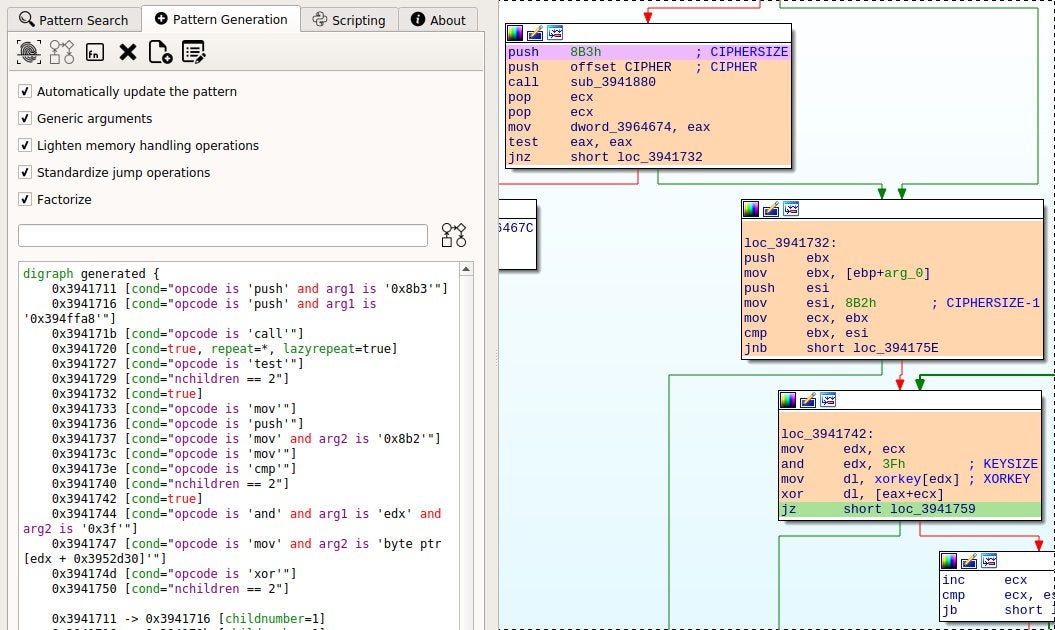 Pattern Search
Pattern Generation
Scripting
About
fn
Automatically update the pattern
Generic arguments
Lighten memory handling operations
Standardize jump operations
Factorize
digraph generated {
0x3941711 [cond="opcode is 'push' and arg1 is '0x8b3'"]
0x3941716 [cond="opcode is 'push' and arg1 is
'0x394ffa8'"]
0x394171b [cond="opcode is 'call'"]
0x3941720 [cond=true, repeat=*, lazyrepeat=true]
0x3941727 [cond="opcode is 'test'"]
0x3941729 [cond="nchildren == 2"]
0x3941732 [cond=true]
0x3941733 [cond="opcode is 'mov'"]
0x3941736 [cond="opcode is 'push'"]
0x3941737 [cond="opcode is 'mov' and arg2 is '0x8b2'"]
0x394173c [cond="opcode is 'mov'"]
0x394173e [cond="opcode is 'cmp'"]
0x3941740 [cond="nchildren == 2"]
0x3941742 [cond=true]
0x3941744 [cond="opcode is 'and' and arg1 is 'edx' and
arg2 is '0x3f'"]
0x3941747 [cond="opcode is 'mov' and arg2 is 'byte ptr
[edx + 0x3952d30]'"]
0x394174d [cond="opcode is 'xor'"]
0x3941750 [cond="nchildren == 2"]
0x3941711 -> 0x3941716 [childnumber=1]
push 8B3h ; CIPHERSIZE
push offset CIPHER ; CIPHER
call sub_3941880
pop ecx
pop ecx
mov dword_3964674, eax
test eax, eax
jnz short loc_3941732
6467C
loc_3941732:
push ebx
mov ebx, [ebp+arg_0]
push esi
mov esi, 8B2h ; CIPHERSIZE-1
mov ecx, ebx
cmp ebx, esi
jnb short loc_394175E
loc_3941742:
mov edx, ecx
and edx, 3Fh ; KEYSIZE
mov dl, xorkey[edx] ; XORKEY
xor dl, [eax+ecx]
jz short loc_3941759
inc ecx
cmp ecx, es
jb short l